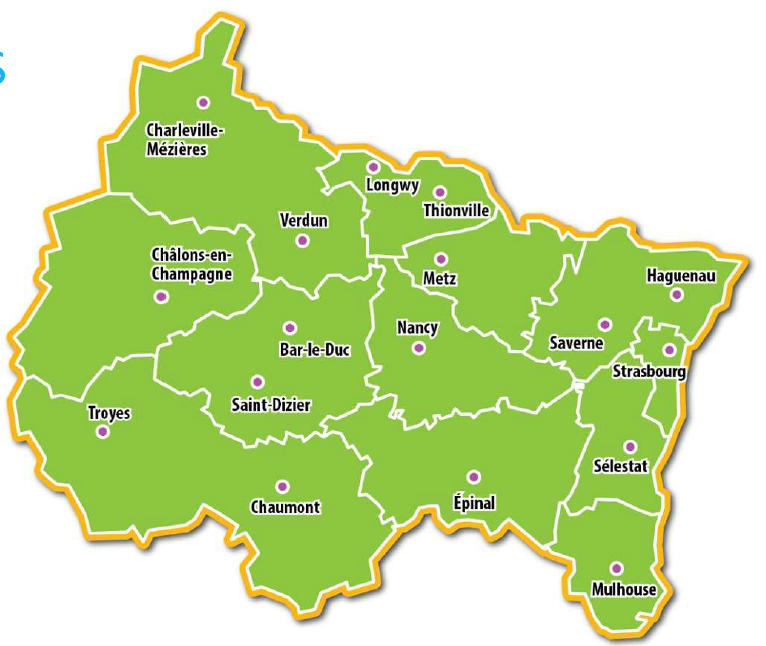 S
Charleville-
Mézières
Longwy
Thionville
Verdun
Châlons-en-
Champagne
Metz
Haguenau
Nancy
Saverne
Bar-le-Duc
Strasbourg
Saint-Dizier
Troyes
Sélestat
Chaumont
Épinal
Mulhouse